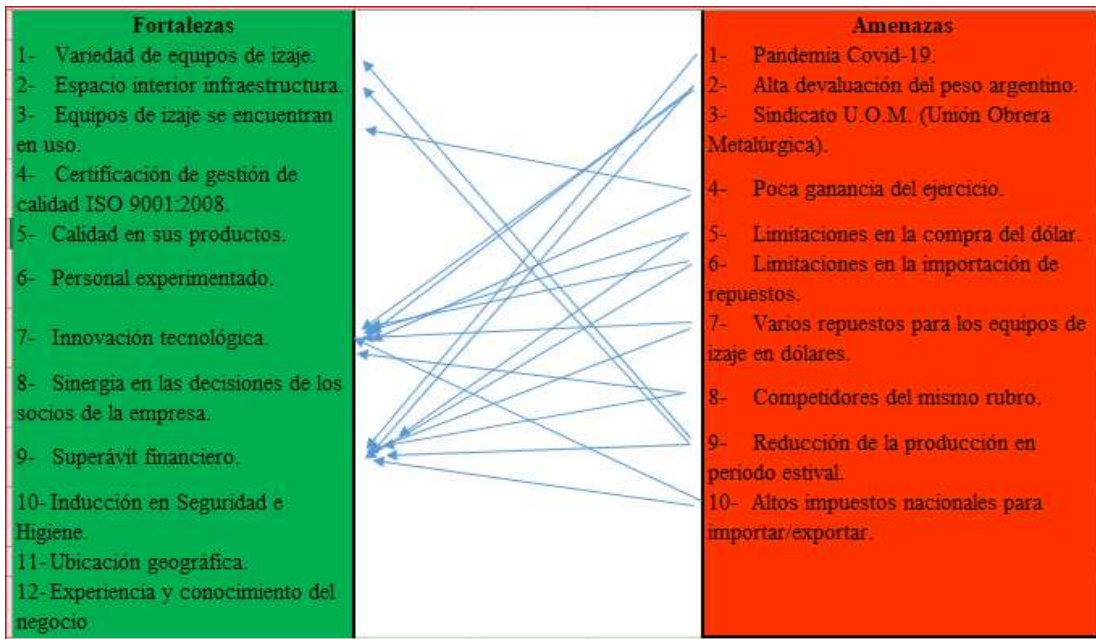 Fortalezas
1- Variedad de equipos de izaje.
2- Espacio interior infraestructura.
3- Equipos de izaje se encuentran
en uso.
4- Certificación de gestión de
calidad ISO 9001:2008.
5- Calidad en sus productos.
6- Personal experimentado.
7- Innovación tecnológica.
8- Sinergia en las decisiones de los
socios de la empresa.
9- Superávit financiero.
10- Inducción en Seguridad e
Higiene.
11- Ubicación geográfica.
12- Experiencia y conocimiento del
negocio
Amenazas
1- Pandemia Covid-19.
2- Alta devaluación del peso argentino.
3- Sindicato U.O.M. (Unión Obrera
Metalúrgica).
4- Poca ganancia del ejercicio.
5- Limitaciones en la compra del dólar.
6- Limitaciones en la importación de
repuestos.
7- Varios repuestos para los equipos de
izaje en dólares.
8- Competidores del mismo rubro.
9- Reducción de la producción en
periodo estival.
10- Altos impuestos nacionales para
importar/exportar.